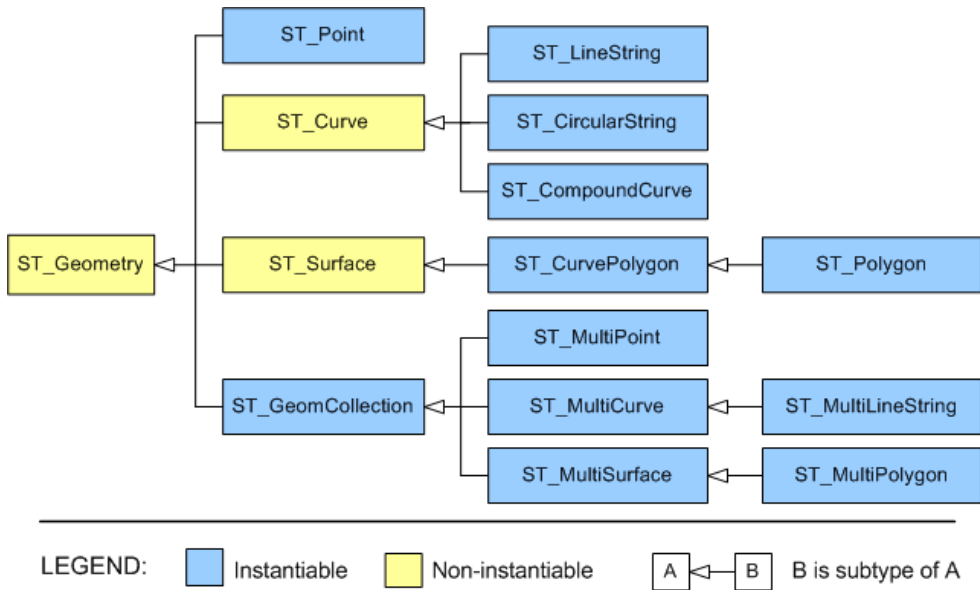 ST_Point
ST_LineString
ST_Curve
ST_CircularString
ST_CompoundCurve
ST_Geometry
ST_Surface
ST_CurvePolygon
ST_Polygon
ST_MultiPoint
ST_GeomCollection
ST_MultiCurve
ST_MultiLineString
ST_MultiSurface
ST_MultiPolygon
LEGEND:
Instantiable
Non-instantiable
A
B
B is subtype of A